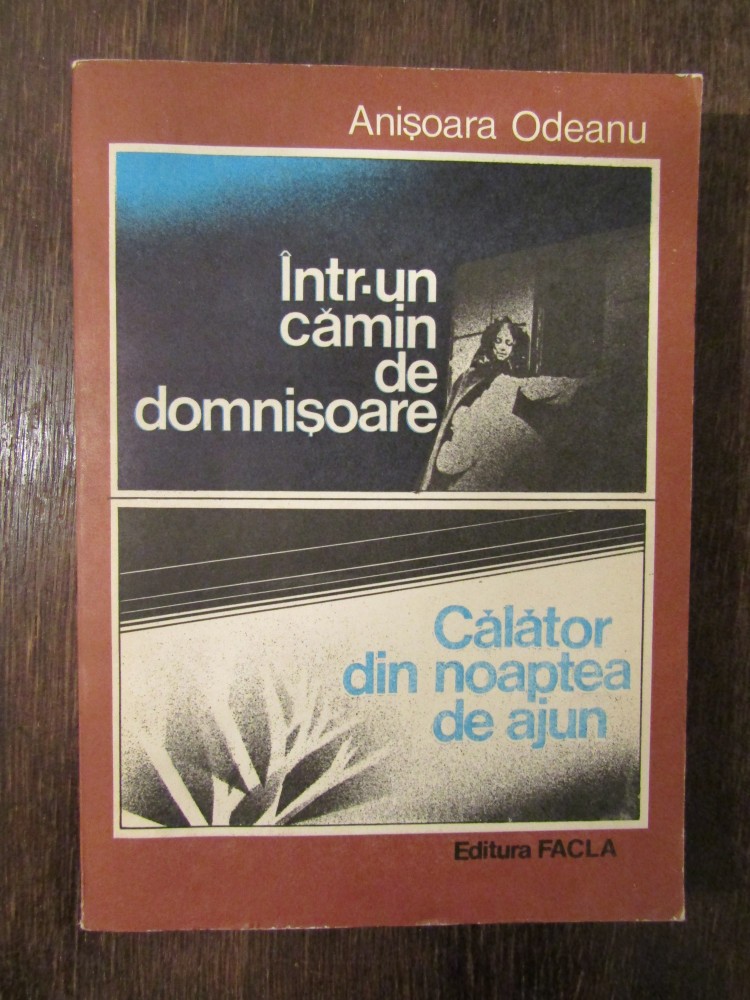 Anișoara Odeanu
Într-un
cămin
de
domnișoare
Călător
din noaptea
de ajun
Editura FACLA